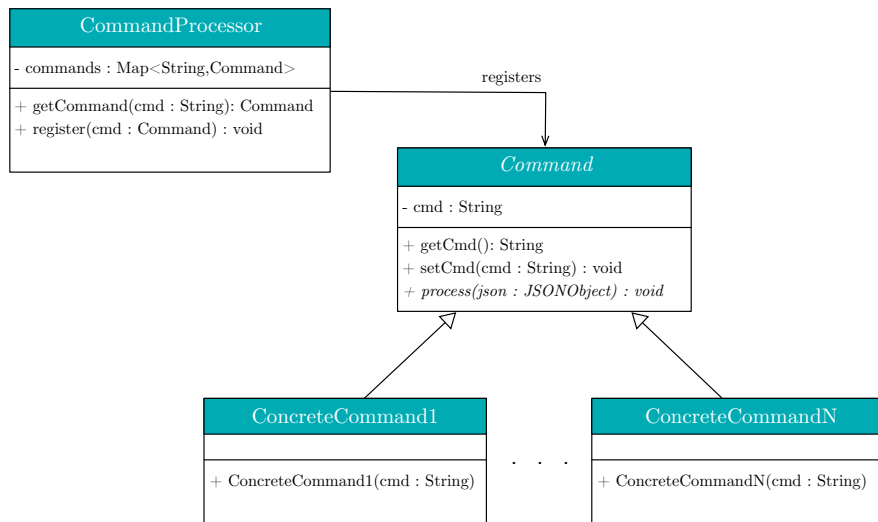 CommandProcessor
- commands : Map<String,Command>
+ getCommand(cmd : String): Command
+ register(cmd : Command) : void
registers
Command
- cmd : String
+ getCmd(): String
+ setCmd(cmd : String) : void
+ process(json : JSONObject) : void
ConcreteCommand1
+ ConcreteCommand1(cmd : String)
. . .
ConcreteCommandN
+ ConcreteCommandN(cmd : String)